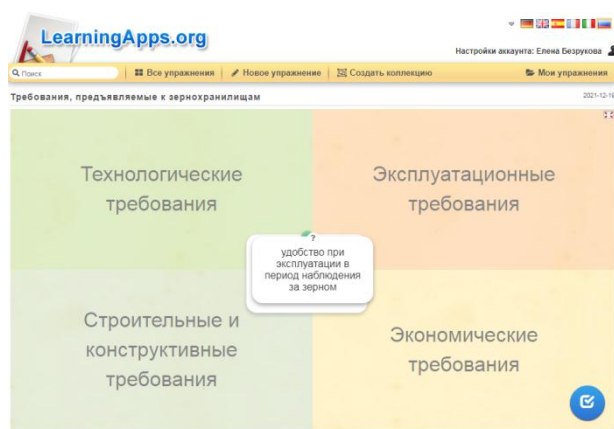 LearningApps.org
Настройки аккаунта: Елена Безрукова
Поиск Все упражнения Новое упражнение Создать коллекцию Мои упражнения
Требования, предъявляемые к зернохранилищам 2021-12-16
Технологические
требования
Эксплуатационные
требования
?
удобство при
эксплуатации в
период наблюдения
за зерном
Строительные и
конструктивные
требования
Экономические
требования